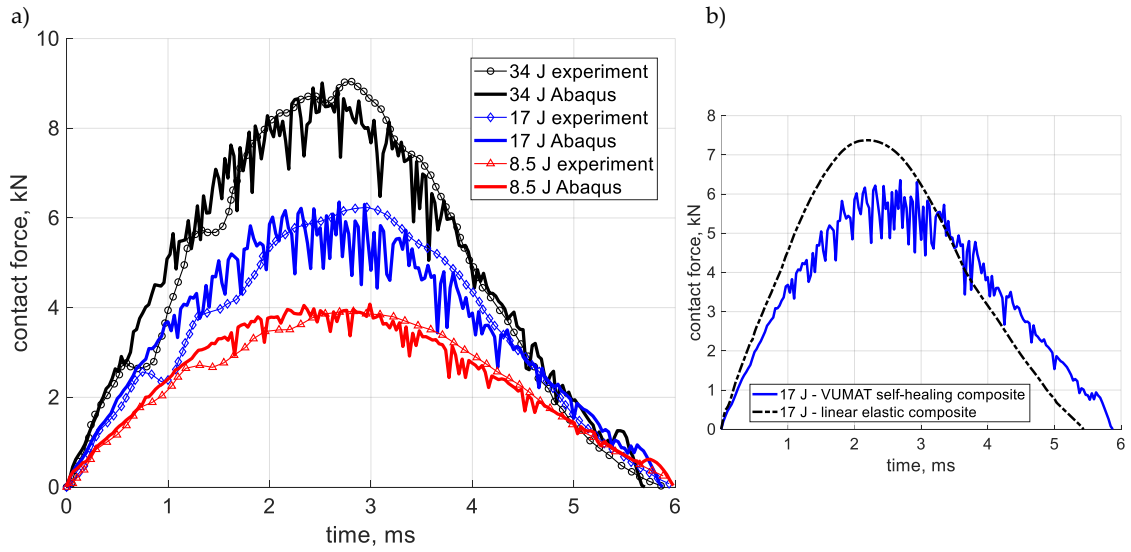 a)
10
8
6
4
2
0
0 1 2 3 4 5 6
contact force, kN
time, ms
34 J experiment
34 J Abaqus
17 J experiment
17 J Abaqus
8.5 J experiment
8.5 J Abaqus
b)
8
7
6
5
4
3
2
1
0
1 2 3 4 5 6
contact force, kN
time, ms
17 J - VUMAT self-healing composite
17 J - linear elastic composite